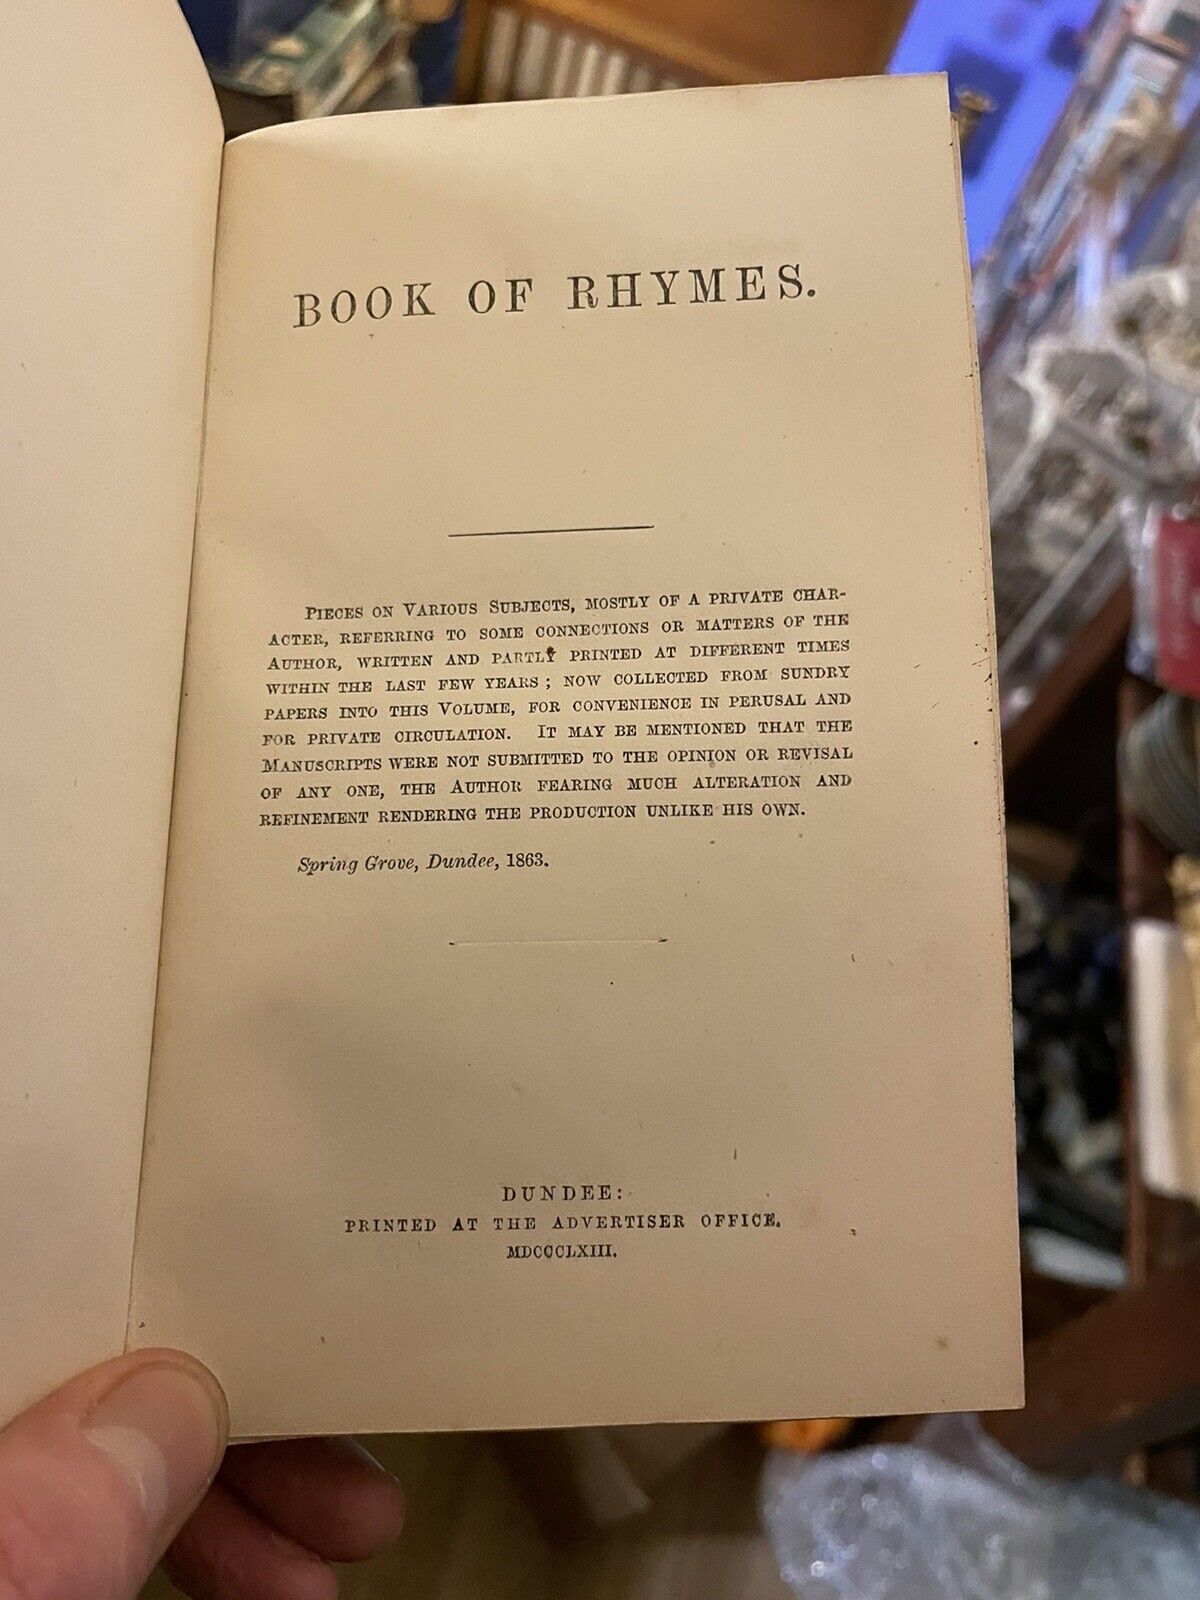 BOOK OF RHYMES.
PIECES ON VARIOUS SUBJECTS, MOSTLY OF A PRIVATE CHAR-
ACTER, REFERRING TO SOME CONNECTIONS OR MATTERS OF THE
AUTHOR, WRITTEN AND PARTLY PRINTED AT DIFFERENT TIMES
WITHIN THE LAST FEW YEARS ; NOW COLLECTED FROM SUNDRY
PAPERS INTO THIS VOLUME, FOR CONVENIENCE IN PERUSAL AND
FOR PRIVATE CIRCULATION. IT MAY BE MENTIONED THAT THE
MANUSCRIPTS WERE NOT SUBMITTED TO THE OPINION OR REVISAL
OF ANY ONE, THE AUTHOR FEARING MUCH ALTERATION AND
REFINEMENT RENDERING THE PRODUCTION UNLIKE HIS OWN.
Spring Grove, Dundee, 1863.
DUNDEE:
PRINTED AT THE ADVERTISER OFFICE.
MDCCCLXIII.